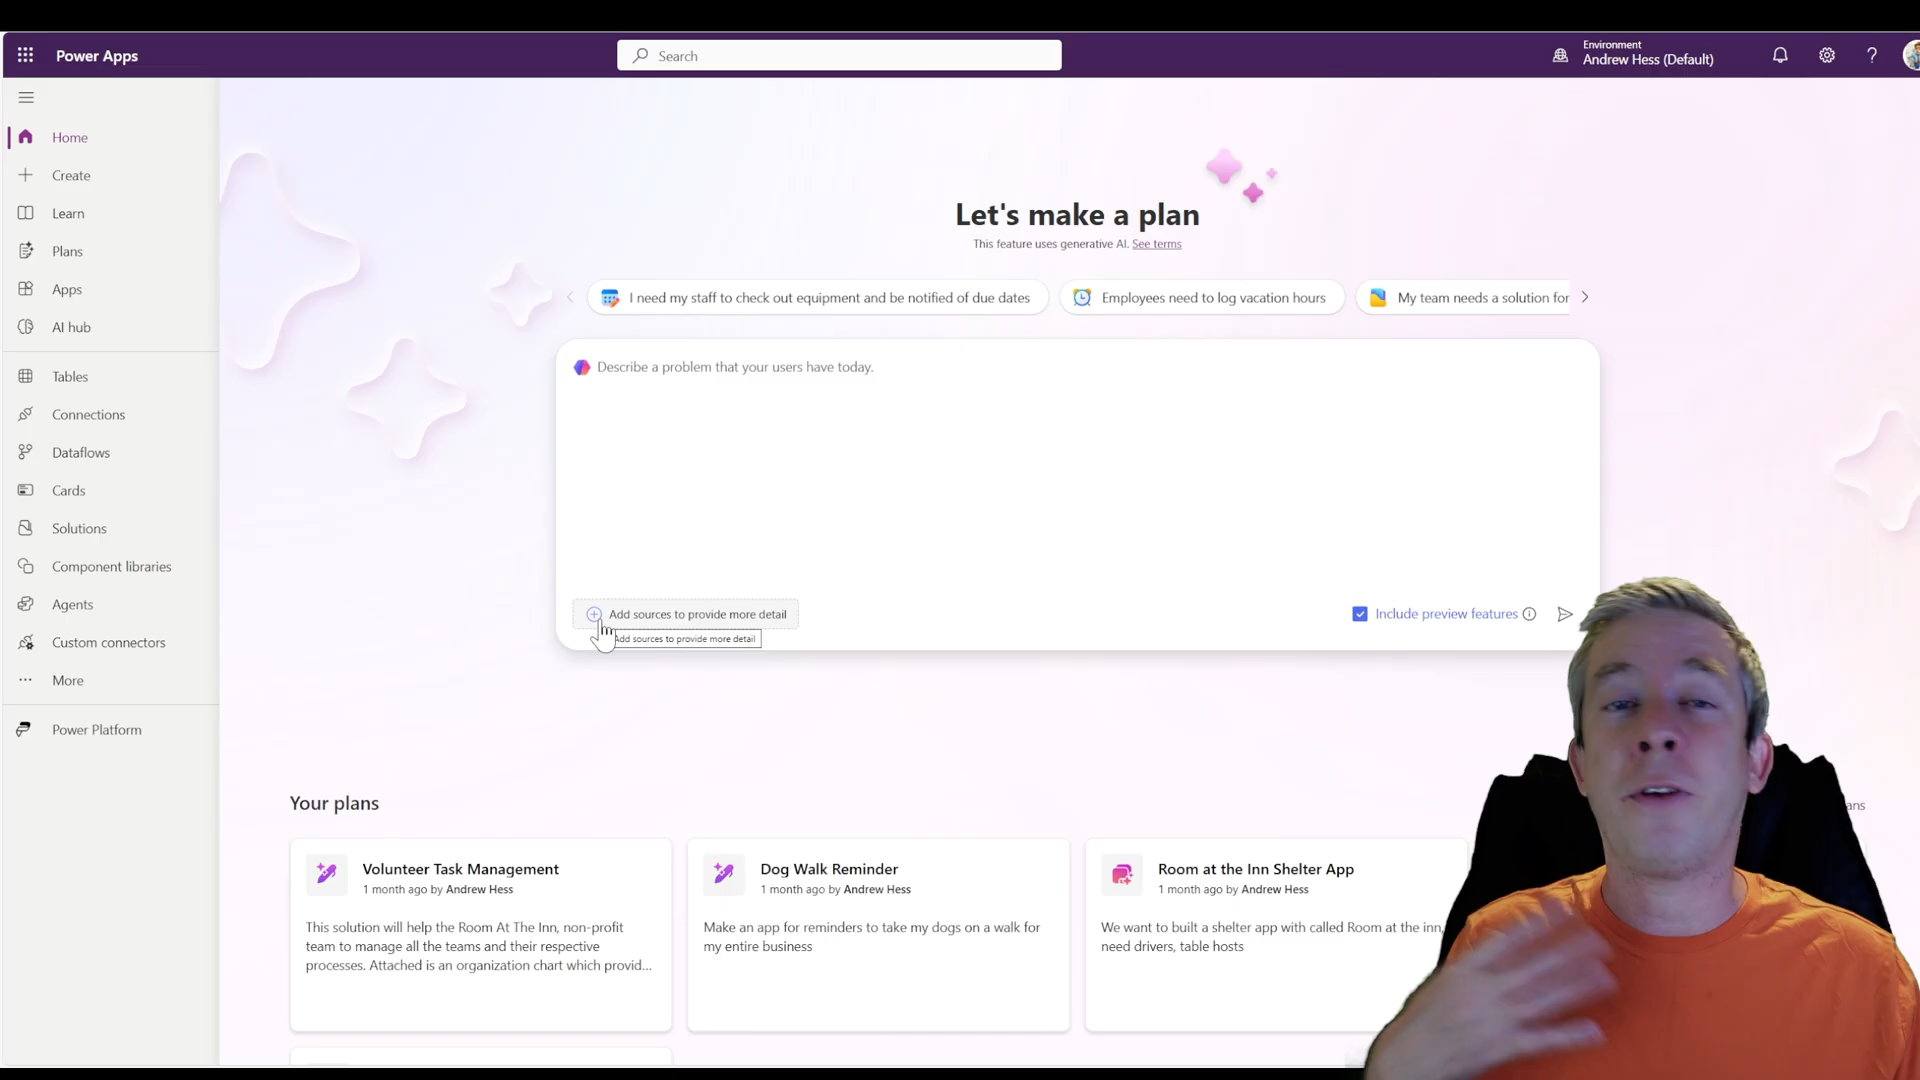 Power Apps
Search
Environment
Andrew Hess (Default)
Home
Create
Learn
Plans
Apps
AI hub
Tables
Connections
Dataflows
Cards
Solutions
Component libraries
Agents
Custom connectors
More
Power Platform
Let's make a plan
This feature uses generative AI. See terms
I need my staff to check out equipment and be notified of due dates
Employees need to log vacation hours
My team needs a solution for
Describe a problem that your users have today.
Add sources to provide more detail
Add sources to provide more detail
Include preview features
Your plans
Volunteer Task Management
1 month ago by Andrew Hess
This solution will help the Room At The Inn, non-profit
team to manage all the teams and their respective
processes. Attached is an organization chart which provid...
Dog Walk Reminder
1 month ago by Andrew Hess
Make an app for reminders to take my dogs on a walk for
my entire business
Room at the Inn Shelter App
1 month ago by Andrew Hess
We want to built a shelter app with called Room at the inn,
need drivers, table hosts